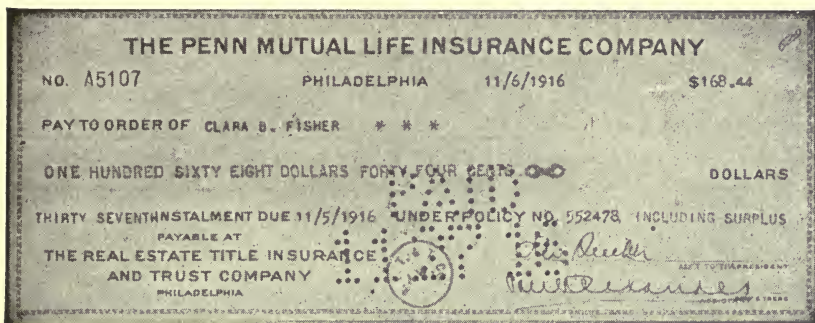 THE PENN MUTUAL LIFE INSURANCE COMPANY
NO. A5107 PHILADELPHIA 11/6/1916 $168.44
PAY TO ORDER OF CLARA B. FISHER * * *
ONE HUNDRED SIXTY EIGHT DOLLARS FORTY FOUR CENTS DOLLARS
THIRTY SEVENTH INSTALMENT DUE 11/5/1916 UNDER POLICY NO. 552478 INCLUDING SURPLUS
PAYABLE AT
THE REAL ESTATE TITLE INSURANCE
AND TRUST COMPANY
PHILADELPHIA
PAID